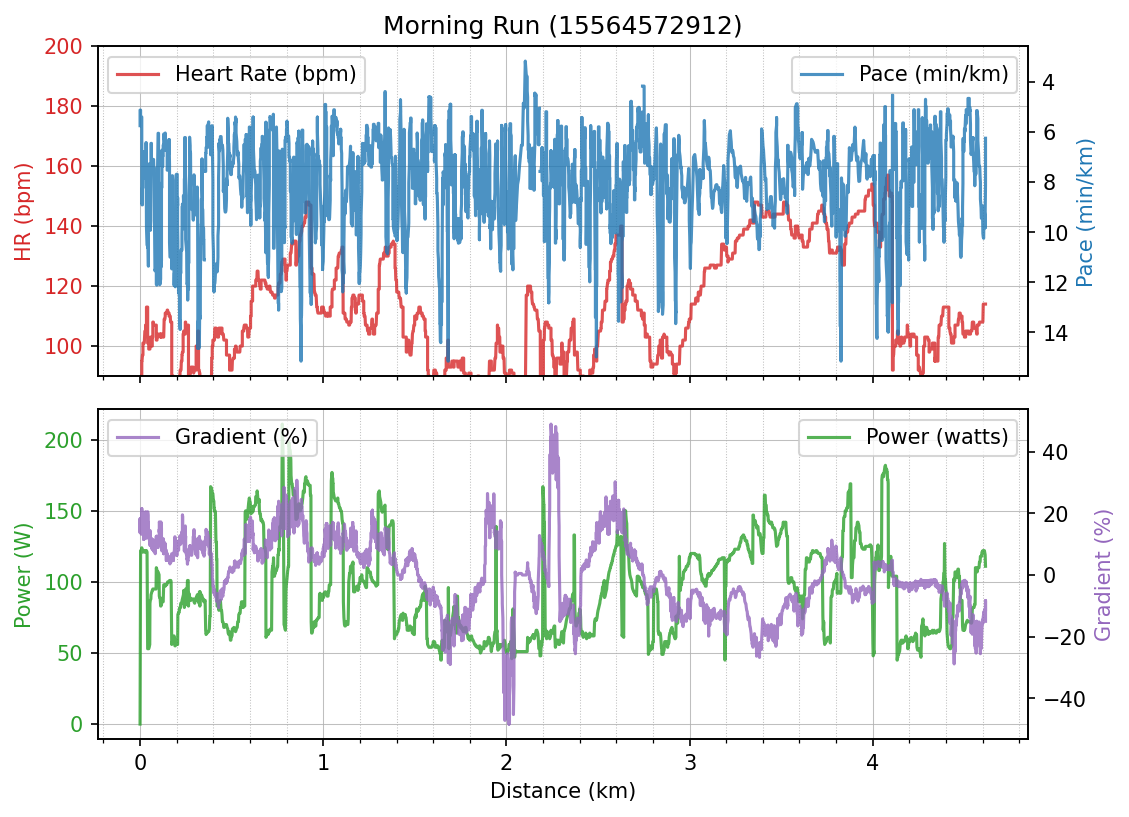 Morning Run (15564572912)
Heart Rate (bpm)
Pace (min/km)
200
180
160
140
120
100
HR (bpm)
4
6
8
10
12
14
Pace (min/km)
Gradient (%)
Power (watts)
200
150
100
50
0
Power (W)
40
20
0
−20
−40
Gradient (%)
0
1
2
3
4
Distance (km)